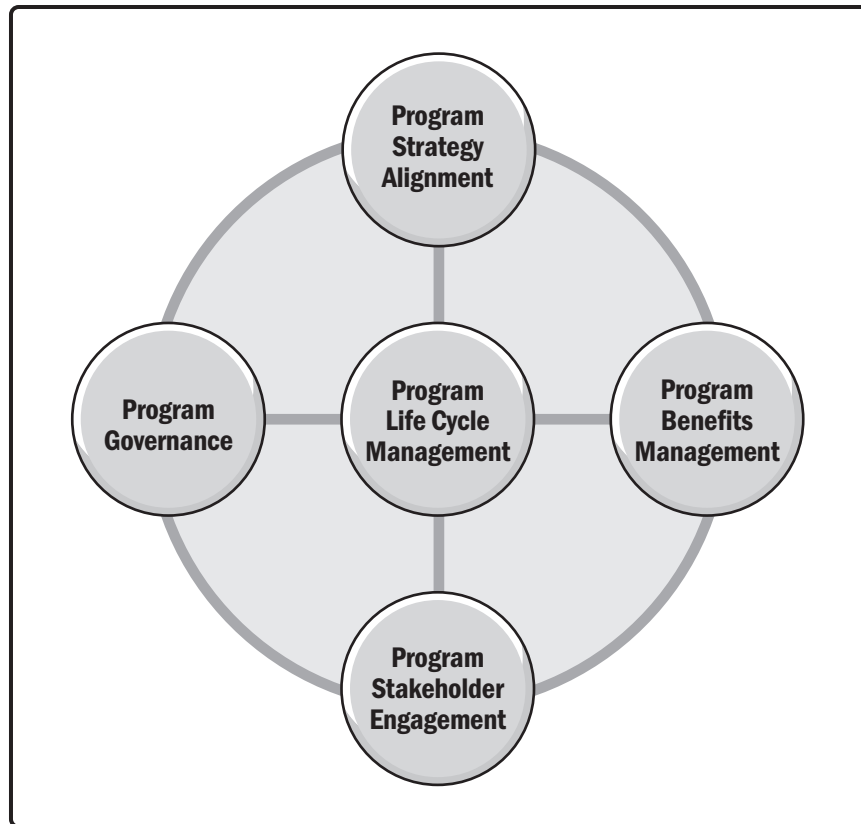 Program
Strategy
Alignment
Program
Governance
Program
Life Cycle
Management
Program
Benefits
Management
Program
Stakeholder
Engagement